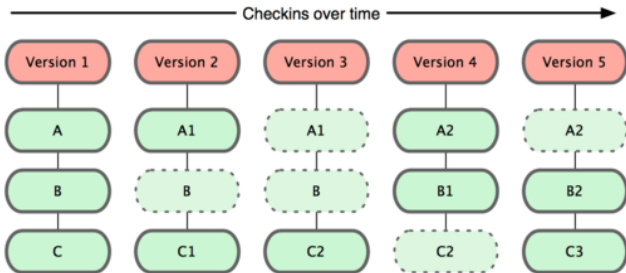 Checkins over time
Version 1 Version 2 Version 3 Version 4 Version 5
A A1 A1 A2 A2
B B B B1 B2
C C1 C2 C2 C3